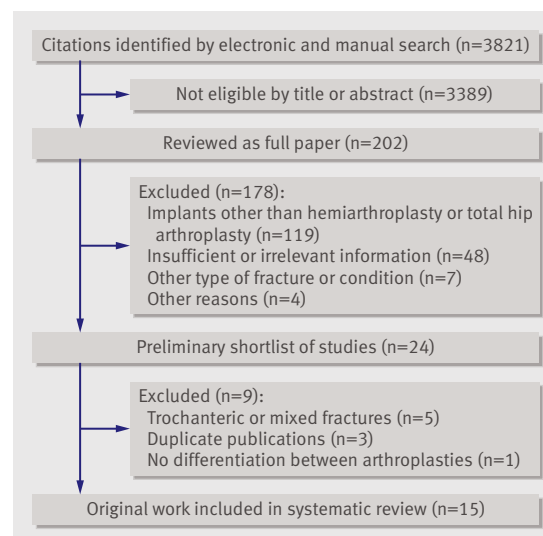 Citations identified by electronic and manual search (n=3821)
Not eligible by title or abstract (n=3389)
Reviewed as full paper (n=202)
Excluded (n=178):
Implants other than hemiarthroplasty or total hip
arthroplasty (n=119)
Insufficient or irrelevant information (n=48)
Other type of fracture or condition (n=7)
Other reasons (n=4)
Preliminary shortlist of studies (n=24)
Excluded (n=9):
Trochanteric or mixed fractures (n=5)
Duplicate publications (n=3)
No differentiation between arthroplasties (n=1)
Original work included in systematic review (n=15)